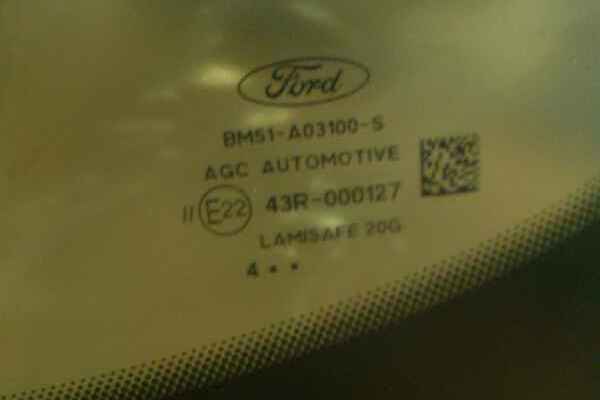 Ford
BM51-A03100-S
AGC AUTOMOTIVE
II E22 43R-000127
LAMISAFE 20G
4 • •